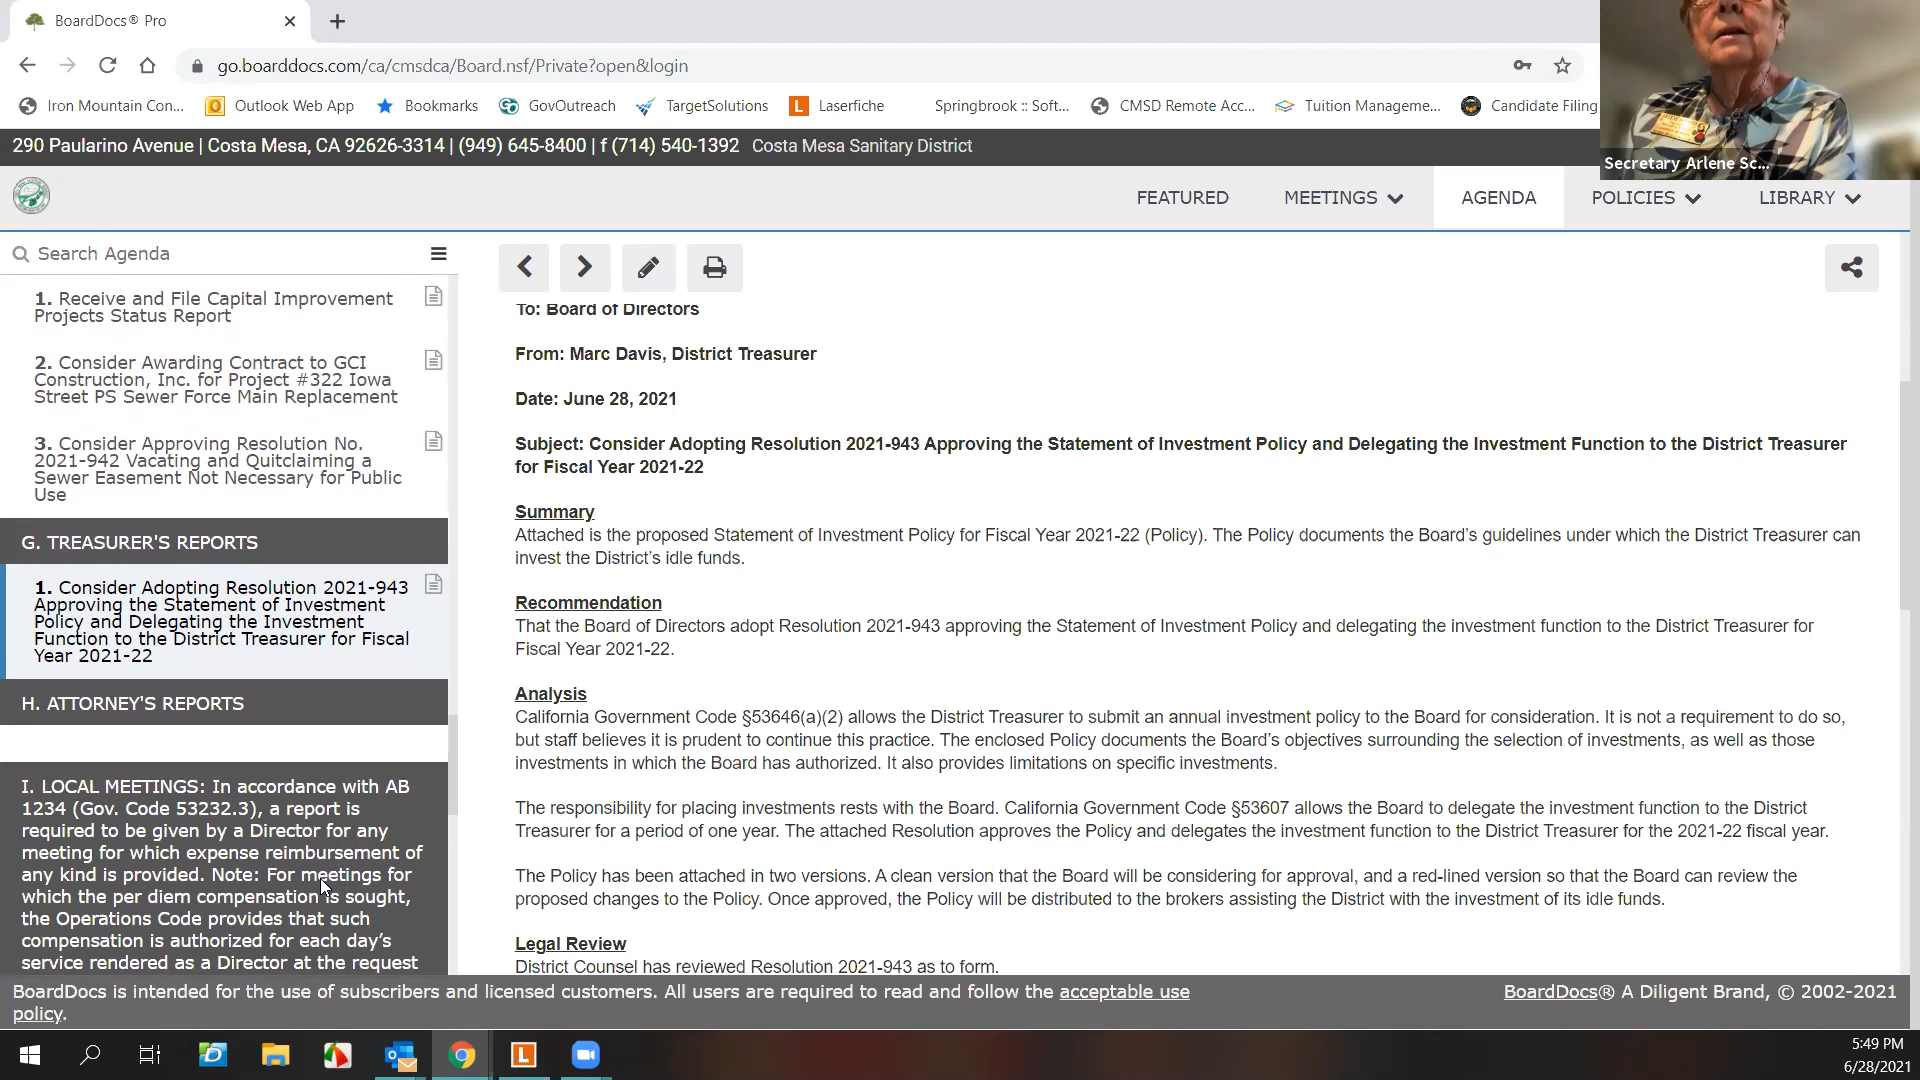 BoardDocs® Pro
go.boarddocs.com/ca/cmsdca/Board.nsf/Private?open&login
Iron Mountain Con... Outlook Web App Bookmarks GovOutreach TargetSolutions Laserfiche Springbrook :: Soft... CMSD Remote Acc... Tuition Manageme... Candidate Filing
290 Paularino Avenue | Costa Mesa, CA 92626-3314 | (949) 645-8400 | f (714) 540-1392 Costa Mesa Sanitary District
Secretary Arlene Sc...
FEATURED MEETINGS AGENDA POLICIES LIBRARY
Search Agenda
1. Receive and File Capital Improvement
Projects Status Report
2. Consider Awarding Contract to GCI
Construction, Inc. for Project #322 Iowa
Street PS Sewer Force Main Replacement
3. Consider Approving Resolution No.
2021-942 Vacating and Quitclaiming a
Sewer Easement Not Necessary for Public
Use
G. TREASURER'S REPORTS
1. Consider Adopting Resolution 2021-943
Approving the Statement of Investment
Policy and Delegating the Investment
Function to the District Treasurer for Fiscal
Year 2021-22
H. ATTORNEY'S REPORTS
I. LOCAL MEETINGS: In accordance with AB
1234 (Gov. Code 53232.3), a report is
required to be given by a Director for any
meeting for which expense reimbursement of
any kind is provided. Note: For meetings for
which the per diem compensation is sought,
the Operations Code provides that such
compensation is authorized for each day's
service rendered as a Director at the request
To: Board of Directors
From: Marc Davis, District Treasurer
Date: June 28, 2021
Subject: Consider Adopting Resolution 2021-943 Approving the Statement of Investment Policy and Delegating the Investment Function to the District Treasurer
for Fiscal Year 2021-22
Summary
Attached is the proposed Statement of Investment Policy for Fiscal Year 2021-22 (Policy). The Policy documents the Board's guidelines under which the District Treasurer can
invest the District's idle funds.
Recommendation
That the Board of Directors adopt Resolution 2021-943 approving the Statement of Investment Policy and delegating the investment function to the District Treasurer for
Fiscal Year 2021-22.
Analysis
California Government Code §53646(a)(2) allows the District Treasurer to submit an annual investment policy to the Board for consideration. It is not a requirement to do so,
but staff believes it is prudent to continue this practice. The enclosed Policy documents the Board's objectives surrounding the selection of investments, as well as those
investments in which the Board has authorized. It also provides limitations on specific investments.
The responsibility for placing investments rests with the Board. California Government Code §53607 allows the Board to delegate the investment function to the District
Treasurer for a period of one year. The attached Resolution approves the Policy and delegates the investment function to the District Treasurer for the 2021-22 fiscal year.
The Policy has been attached in two versions. A clean version that the Board will be considering for approval, and a red-lined version so that the Board can review the
proposed changes to the Policy. Once approved, the Policy will be distributed to the brokers assisting the District with the investment of its idle funds.
Legal Review
District Counsel has reviewed Resolution 2021-943 as to form.
BoardDocs is intended for the use of subscribers and licensed customers. All users are required to read and follow the acceptable use
policy.
BoardDocs® A Diligent Brand, © 2002-2021
5:49 PM
6/28/2021